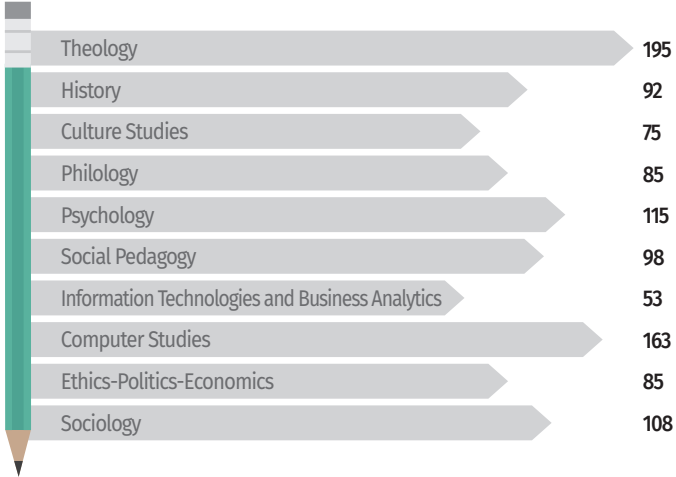 Theology 195
History 92
Culture Studies 75
Philology 85
Psychology 115
Social Pedagogy 98
Information Technologies and Business Analytics 53
Computer Studies 163
Ethics-Politics-Economics 85
Sociology 108